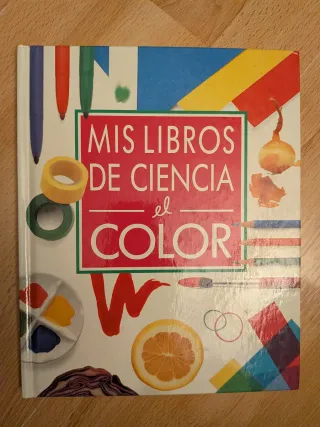 MIS LIBROS
DE CIENCIA
el
COLOR